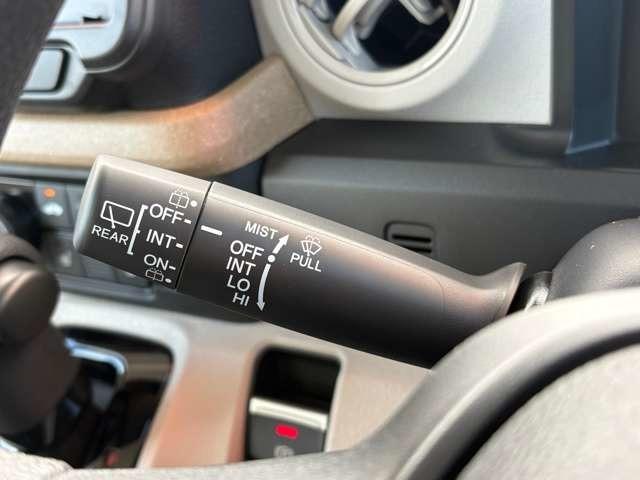 REAR
OFF
INT
ON
MIST
PULL
OFF
INT
LO
HI